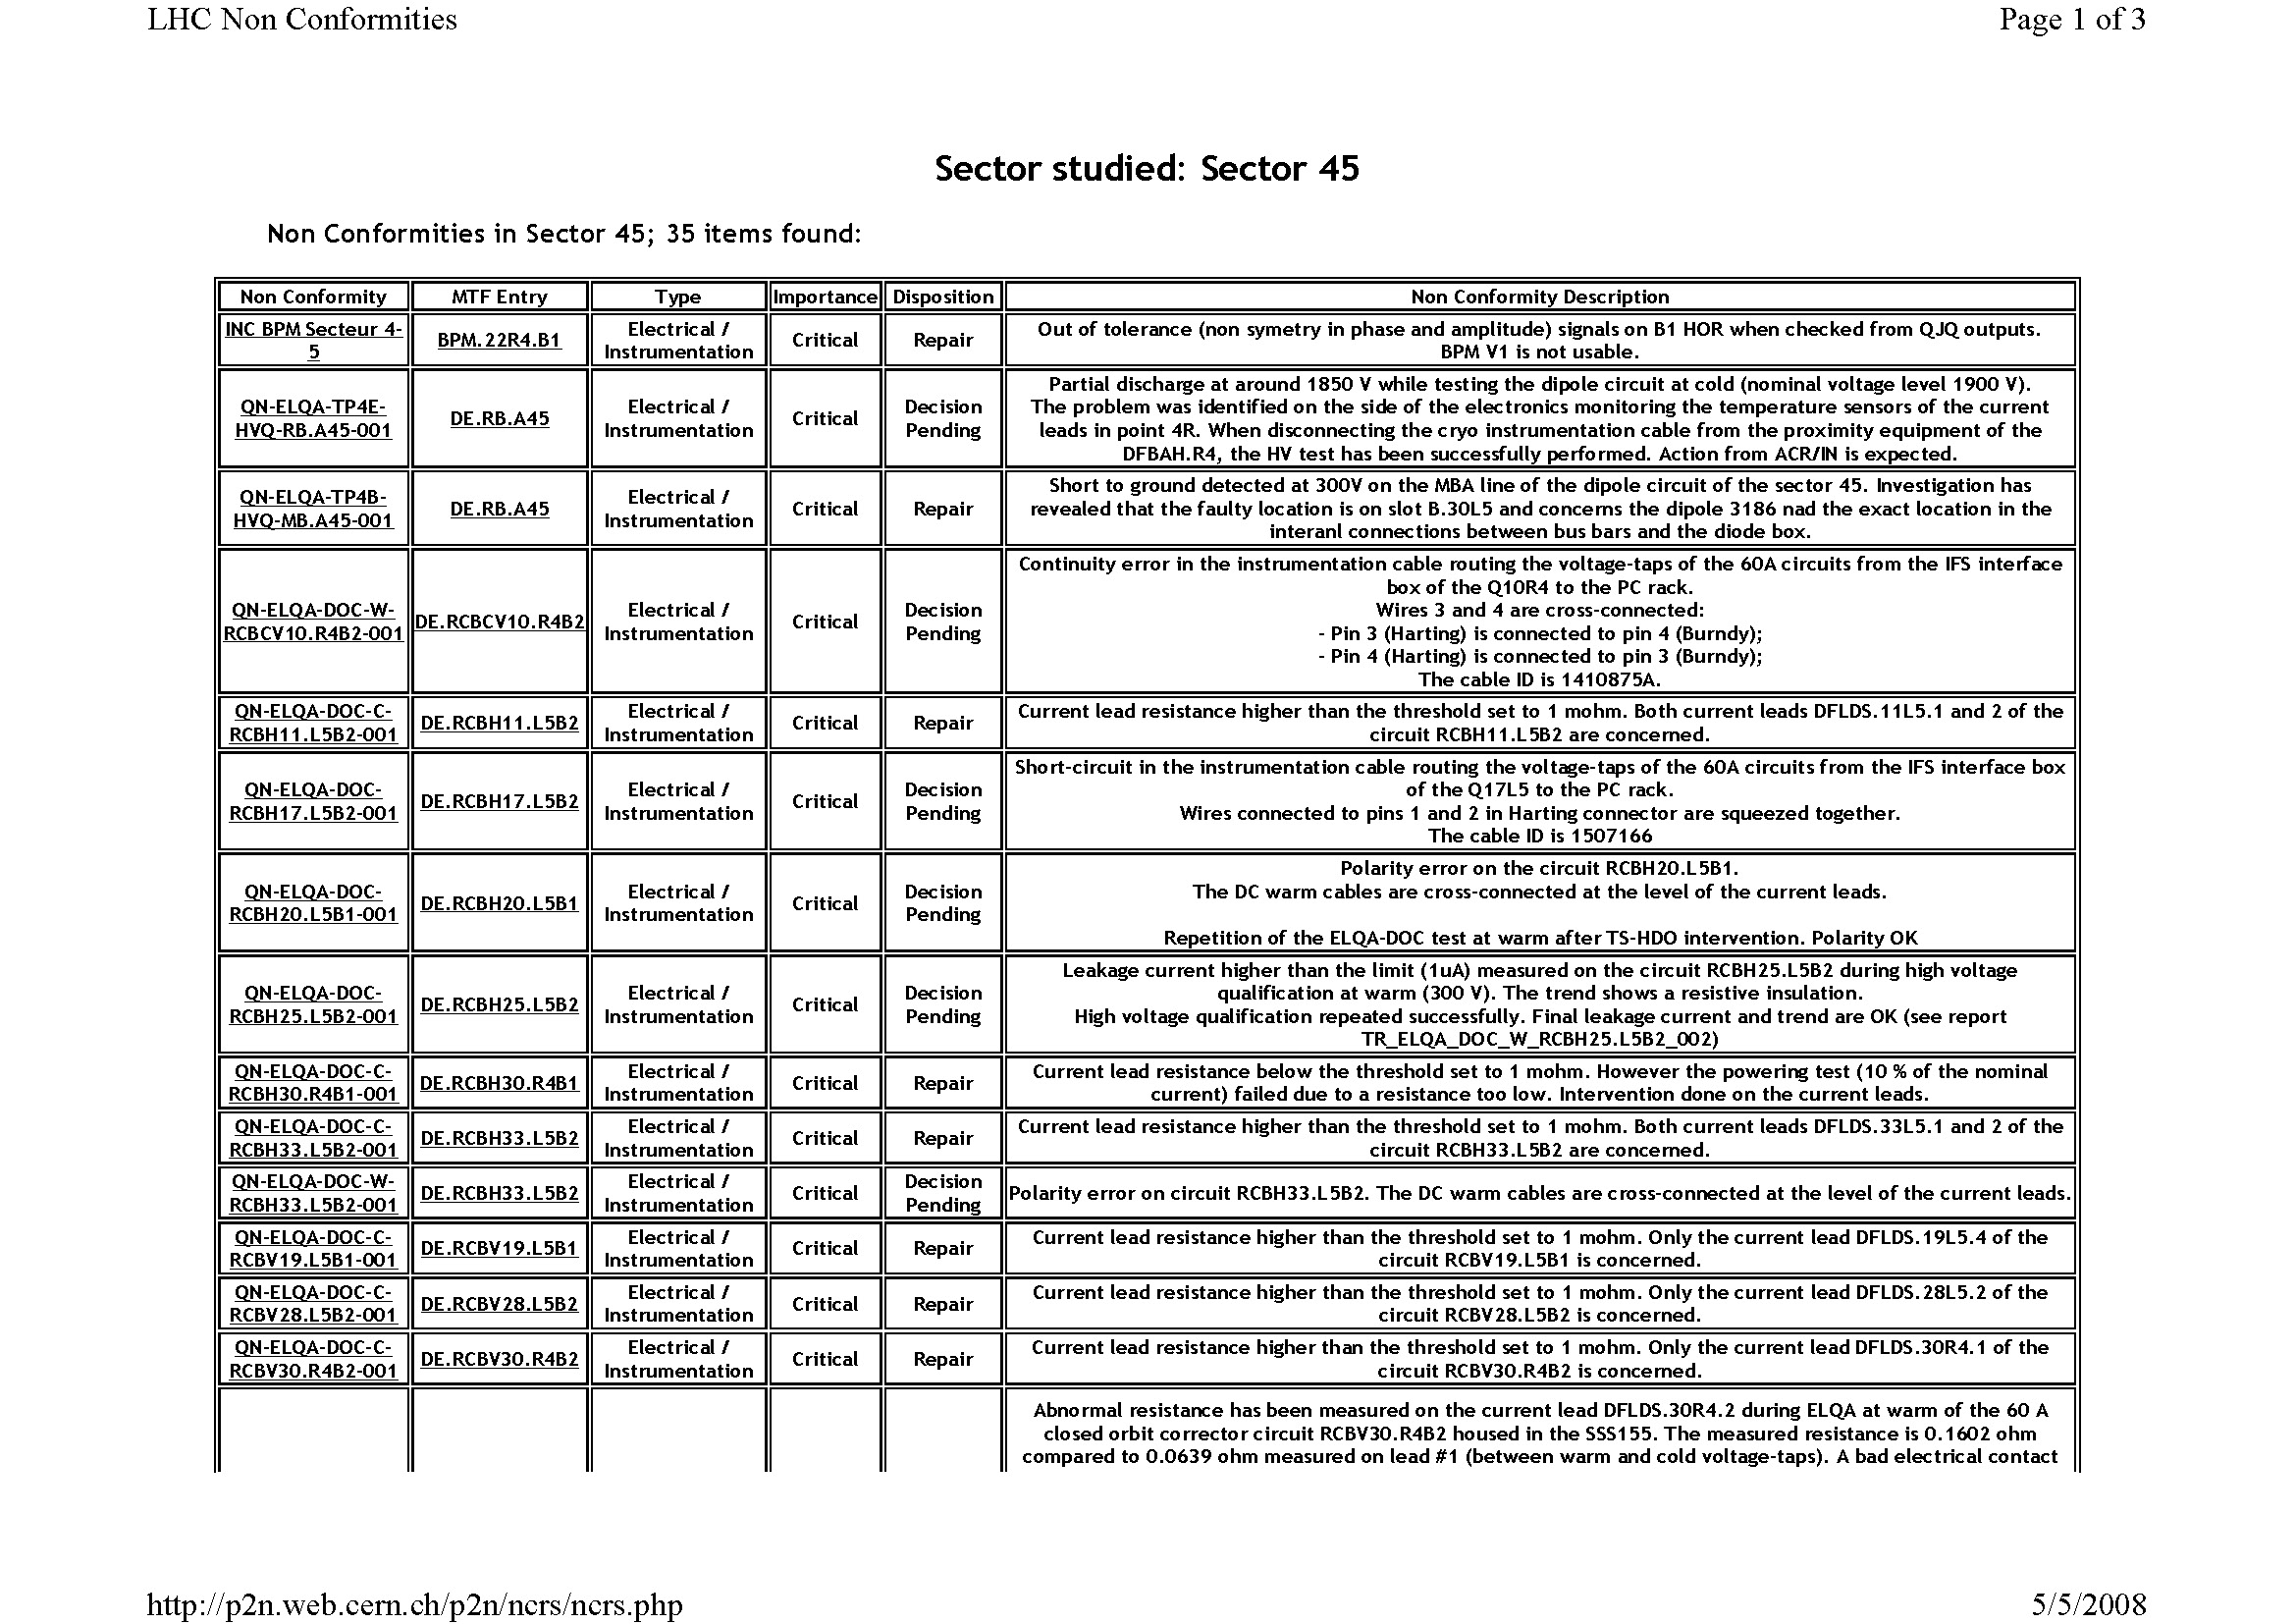 LHC Non Conformities
Page 1 of 3
Sector studied: Sector 45
Non Conformities in Sector 45; 35 items found:
Non Conformity MTF Entry Type Importance Disposition Non Conformity Description
INC BPM Secteur 4-
5
BPM.22R4.B1
Electrical /
Instrumentation
Critical
Repair
Out of tolerance (non symetry in phase and amplitude) signals on B1 HOR when checked from QJQ outputs.
BPM V1 is not usable.
QN-ELQA-TP4E-
HVQ-RB.A45-001
DE.RB.A45
Electrical /
Instrumentation
Critical
Decision
Pending
Partial discharge at around 1850 V while testing the dipole circuit at cold (nominal voltage level 1900 V).
The problem was identified on the side of the electronics monitoring the temperature sensors of the current
leads in point 4R. When disconnecting the cryo instrumentation cable from the proximity equipment of the
DFBAH.R4, the HV test has been successfully performed. Action from ACR/IN is expected.
QN-ELQA-TP4B-
HVQ-MB.A45-001
DE.RB.A45
Electrical /
Instrumentation
Critical
Repair
Short to ground detected at 300V on the MBA line of the dipole circuit of the sector 45. Investigation has
revealed that the faulty location is on slot B.30L5 and concerns the dipole 3186 nad the exact location in the
interanl connections between bus bars and the diode box.
QN-ELQA-DOC-W-
RCBCV10.R4B2-001
DE.RCBCV10.R4B2
Electrical /
Instrumentation
Critical
Decision
Pending
Continuity error in the instrumentation cable routing the voltage-taps of the 60A circuits from the IFS interface
box of the Q10R4 to the PC rack.
Wires 3 and 4 are cross-connected:
- Pin 3 (Harting) is connected to pin 4 (Burndy);
- Pin 4 (Harting) is connected to pin 3 (Burndy);
The cable ID is 1410875A.
QN-ELQA-DOC-C-
RCBH11.L5B2-001
DE.RCBH11.L5B2
Electrical /
Instrumentation
Critical
Repair
Current lead resistance higher than the threshold set to 1 mohm. Both current leads DFLDS.11L5.1 and 2 of the
circuit RCBH11.L5B2 are concerned.
QN-ELQA-DOC-
RCBH17.L5B2-001
DE.RCBH17.L5B2
Electrical /
Instrumentation
Critical
Decision
Pending
Short-circuit in the instrumentation cable routing the voltage-taps of the 60A circuits from the IFS interface box
of the Q17L5 to the PC rack.
Wires connected to pins 1 and 2 in Harting connector are squeezed together.
The cable ID is 1507166
QN-ELQA-DOC-
RCBH20.L5B1-001
DE.RCBH20.L5B1
Electrical /
Instrumentation
Critical
Decision
Pending
Polarity error on the circuit RCBH20.L5B1.
The DC warm cables are cross-connected at the level of the current leads.
Repetition of the ELQA-DOC test at warm after TS-HDO intervention. Polarity OK
QN-ELQA-DOC-
RCBH25.L5B2-001
DE.RCBH25.L5B2
Electrical /
Instrumentation
Critical
Decision
Pending
Leakage current higher than the limit (1uA) measured on the circuit RCBH25.L5B2 during high voltage
qualification at warm (300 V). The trend shows a resistive insulation.
High voltage qualification repeated successfully. Final leakage current and trend are OK (see report
TR_ELQA_DOC_W_RCBH25.L5B2_002)
QN-ELQA-DOC-C-
RCBH30.R4B1-001
DE.RCBH30.R4B1
Electrical /
Instrumentation
Critical
Repair
Current lead resistance below the threshold set to 1 mohm. However the powering test (10 % of the nominal
current) failed due to a resistance too low. Intervention done on the current leads.
QN-ELQA-DOC-C-
RCBH33.L5B2-001
DE.RCBH33.L5B2
Electrical /
Instrumentation
Critical
Repair
Current lead resistance higher than the threshold set to 1 mohm. Both current leads DFLDS.33L5.1 and 2 of the
circuit RCBH33.L5B2 are concerned.
QN-ELQA-DOC-W-
RCBH33.L5B2-001
DE.RCBH33.L5B2
Electrical /
Instrumentation
Critical
Decision
Pending
Polarity error on circuit RCBH33.L5B2. The DC warm cables are cross-connected at the level of the current leads.
QN-ELQA-DOC-C-
RCBV19.L5B1-001
DE.RCBV19.L5B1
Electrical /
Instrumentation
Critical
Repair
Current lead resistance higher than the threshold set to 1 mohm. Only the current lead DFLDS.19L5.4 of the
circuit RCBV19.L5B1 is concerned.
QN-ELQA-DOC-C-
RCBV28.L5B2-001
DE.RCBV28.L5B2
Electrical /
Instrumentation
Critical
Repair
Current lead resistance higher than the threshold set to 1 mohm. Only the current lead DFLDS.28L5.2 of the
circuit RCBV28.L5B2 is concerned.
QN-ELQA-DOC-C-
RCBV30.R4B2-001
DE.RCBV30.R4B2
Electrical /
Instrumentation
Critical
Repair
Current lead resistance higher than the threshold set to 1 mohm. Only the current lead DFLDS.30R4.1 of the
circuit RCBV30.R4B2 is concerned.
Abnormal resistance has been measured on the current lead DFLDS.30R4.2 during ELQA at warm of the 60 A
closed orbit corrector circuit RCBV30.R4B2 housed in the SSS155. The measured resistance is 0.1602 ohm
compared to 0.0639 ohm measured on lead #1 (between warm and cold voltage-taps). A bad electrical contact
http://p2n.web.cern.ch/p2n/ncrs/ncrs.php
5/5/2008